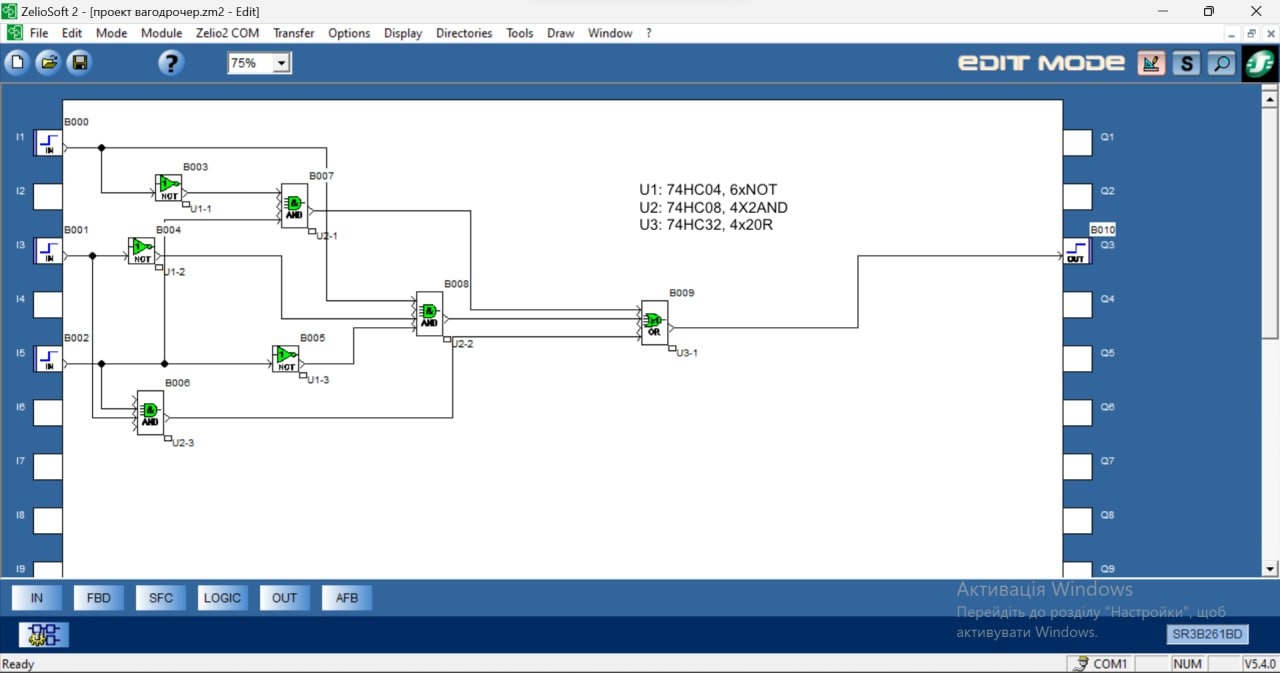 ZelioSoft 2 - [проект вагодрочер.zm2 - Edit]
File Edit Mode Module Zelio2 COM Transfer Options Display Directories Tools Draw Window ?
75%
EDIT MODE
S
B000
I1
IN
Q1
B003
NOT
U1-1
B007
AND
U2-1
I2
Q2
U1: 74HC04, 6xNOT
U2: 74HC08, 4X2AND
U3: 74HC32, 4x2OR
B001
I3
IN
B004
NOT
U1-2
B010
Q3
OUT
B008
AND
U2-2
B009
OR
U3-1
I4
Q4
B002
I5
IN
B005
NOT
U1-3
Q5
B006
AND
U2-3
I6
Q6
I7
Q7
I8
Q8
I9
Q9
IN FBD SFC LOGIC OUT AFB
Активація Windows
Перейдіть до розділу "Настройки", щоб
активувати Windows.
SR3B261BD
Ready
COM1 NUM V5.4.0